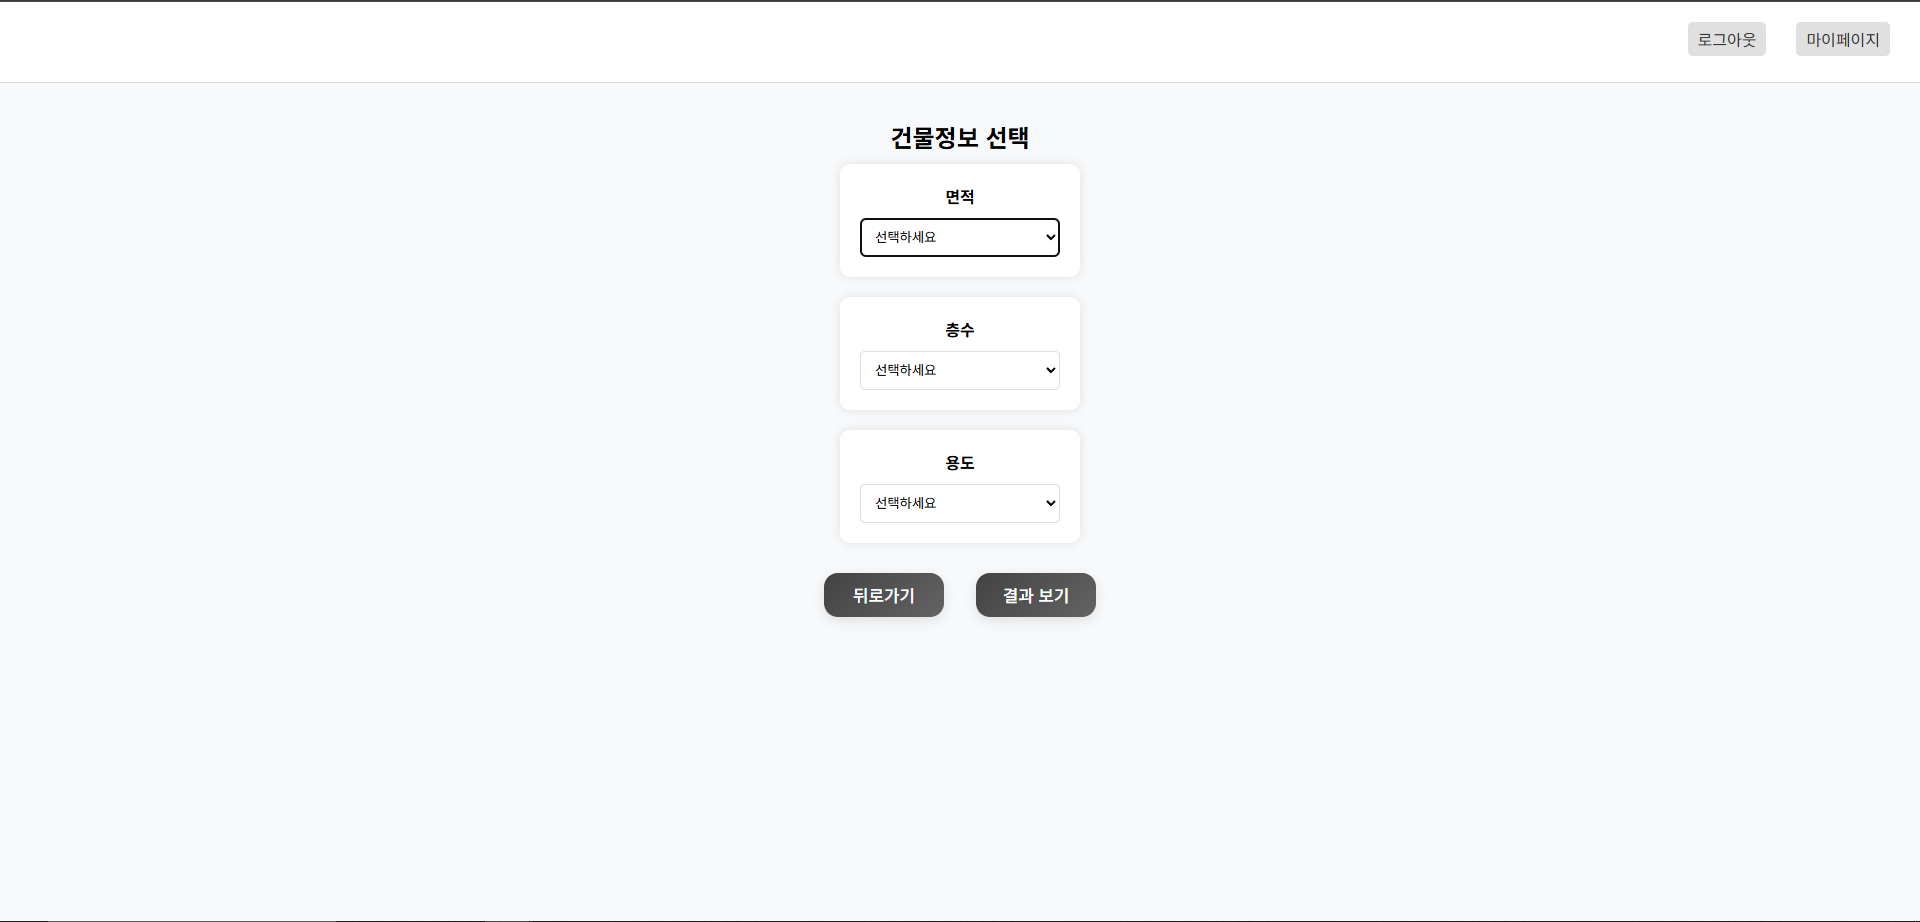 로그아웃 마이페이지
건물정보 선택
면적
선택하세요
층수
선택하세요
용도
선택하세요
뒤로가기 결과 보기